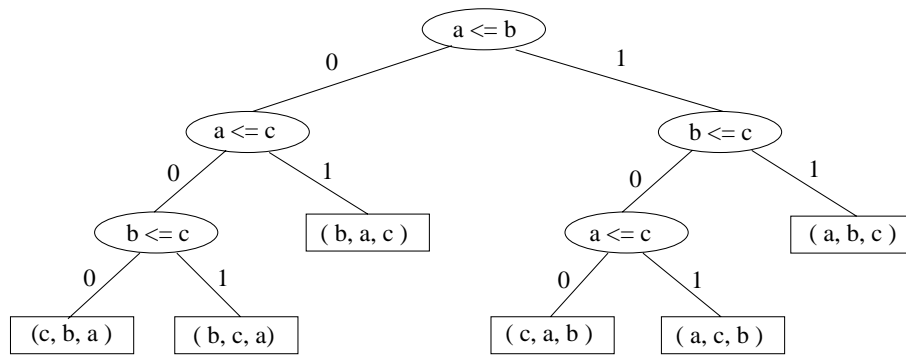 a <= b
0
1
a <= c
b <= c
0
1
0
1
b <= c
( b, a, c )
a <= c
( a, b, c )
0
1
0
1
(c, b, a )
( b, c, a)
( c, a, b )
( a, c, b )